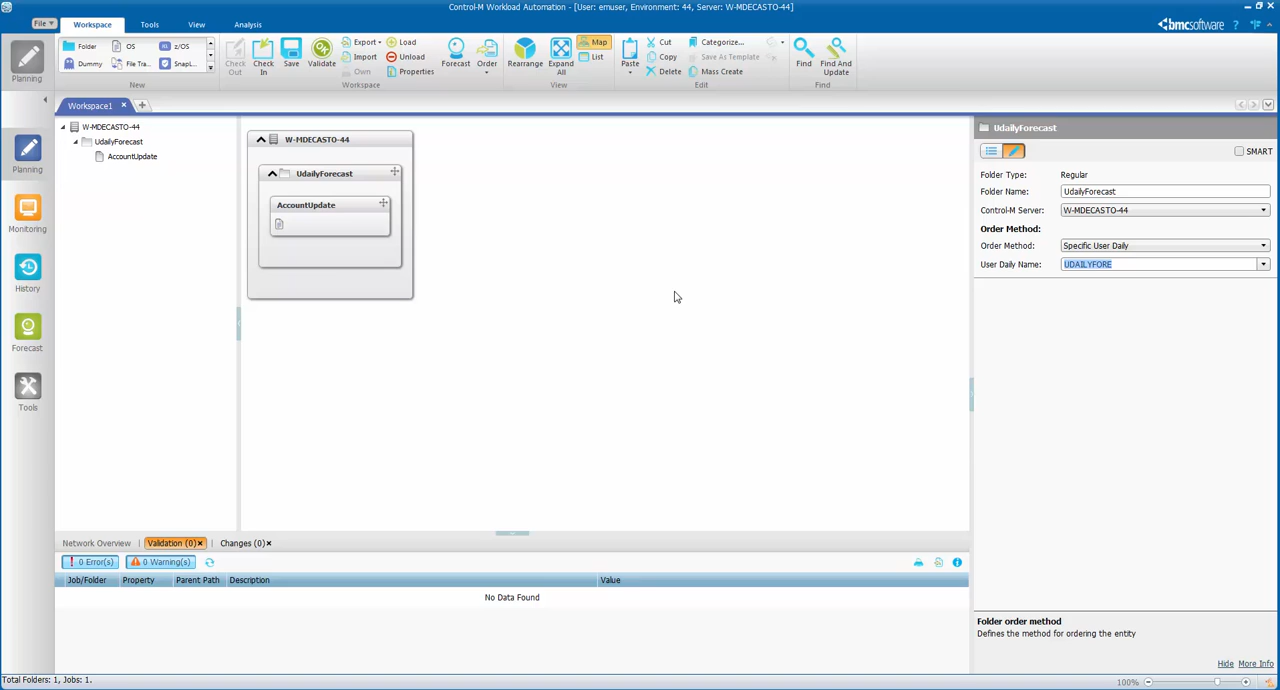 Control-M Workload Automation - [User: emuser, Environment: 44, Server: W-MDECASTO-44]
File Workspace Tools View Analysis
bmcsoftware ?
Planning
Folder OS z/OS
Dummy File Tra... SnapL...
New
Check Out
Check In
Save
Validate
Export Load
Import Unload
Own Properties
Workspace
Forecast
Order
Rearrange
Expand All
Map
List
View
Paste
Cut Categorize...
Copy Save As Template
Delete Mass Create
Edit
Find
Find And Update
Find
Workspace1
Planning
Monitoring
History
Forecast
Tools
W-MDECASTO-44
UdailyForecast
AccountUpdate
W-MDECASTO-44
UdailyForecast
AccountUpdate
UdailyForecast
SMART
Folder Type: Regular
Folder Name: UdailyForecast
Control-M Server: W-MDECASTO-44
Order Method:
Order Method: Specific User Daily
User Daily Name: UDAILYFORE
Network Overview Validation (0) Changes (0)
0 Error(s) 0 Warning(s)
Job/Folder Property Parent Path Description Value
No Data Found
Folder order method
Defines the method for ordering the entity
Hide More Info
Total Folders: 1, Jobs: 1.
100%